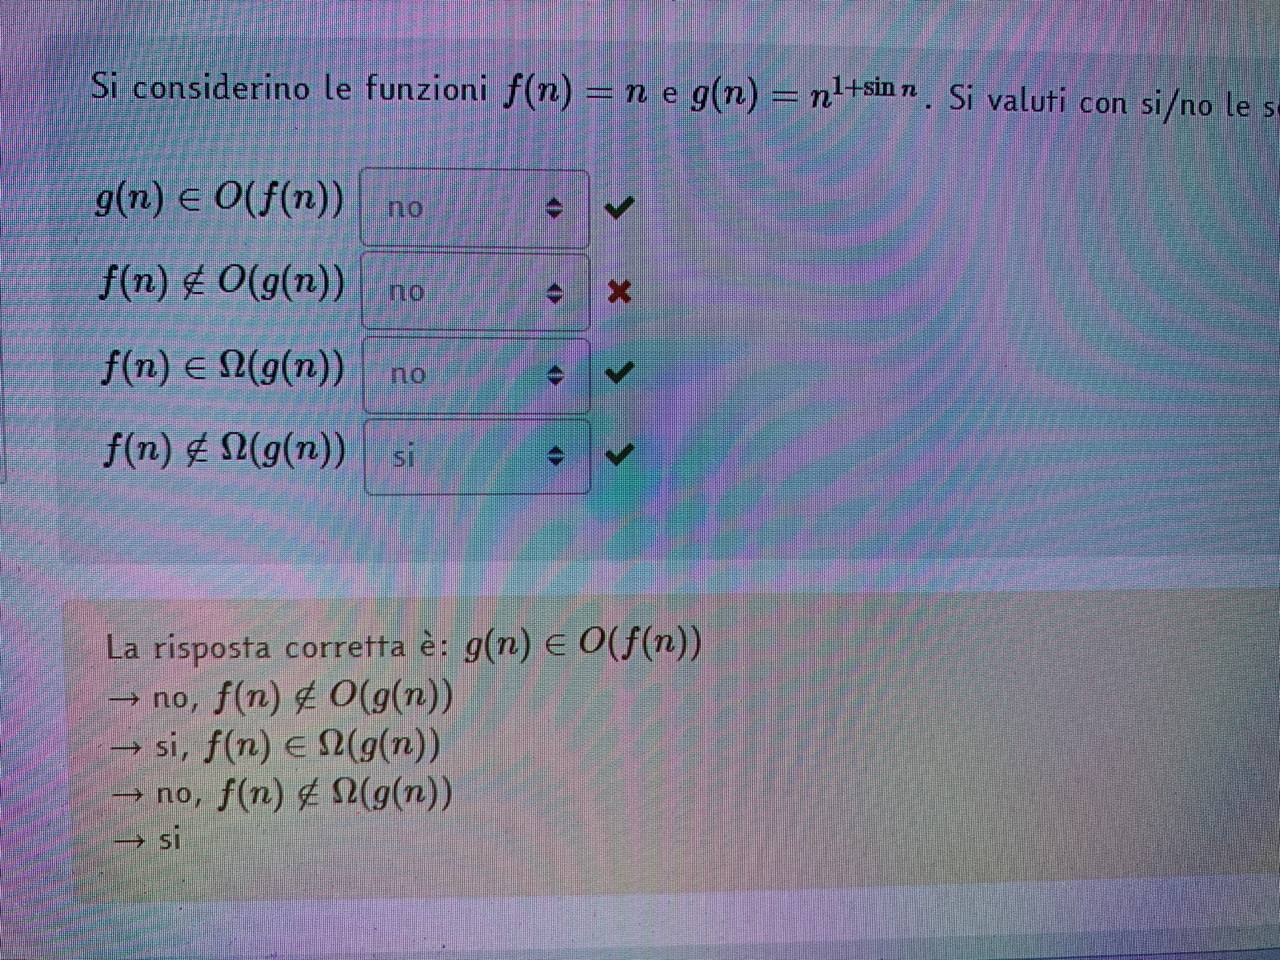 Si considerino le funzioni f(n) = n e g(n) = n^{1+sin n}. Si valuti con si/no le
g(n) ∈ O(f(n)) no ✔
f(n) ∉ O(g(n)) no ✖
f(n) ∈ Ω(g(n)) no ✔
f(n) ∉ Ω(g(n)) si ✔
La risposta corretta è: g(n) ∈ O(f(n))
→ no, f(n) ∉ O(g(n))
→ si, f(n) ∈ Ω(g(n))
→ no, f(n) ∉ Ω(g(n))
→ si